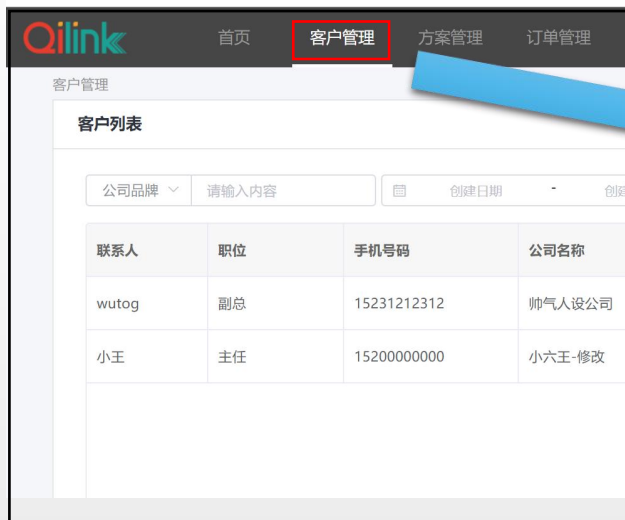 Qilink 首页 客户管理 方案管理 订单管理
客户管理
客户列表
公司品牌 请输入内容 创建日期 - 创建
联系人 职位 手机号码 公司名称
wutog 副总 15231212312 帅气人设公司
小王 主任 15200000000 小六王-修改